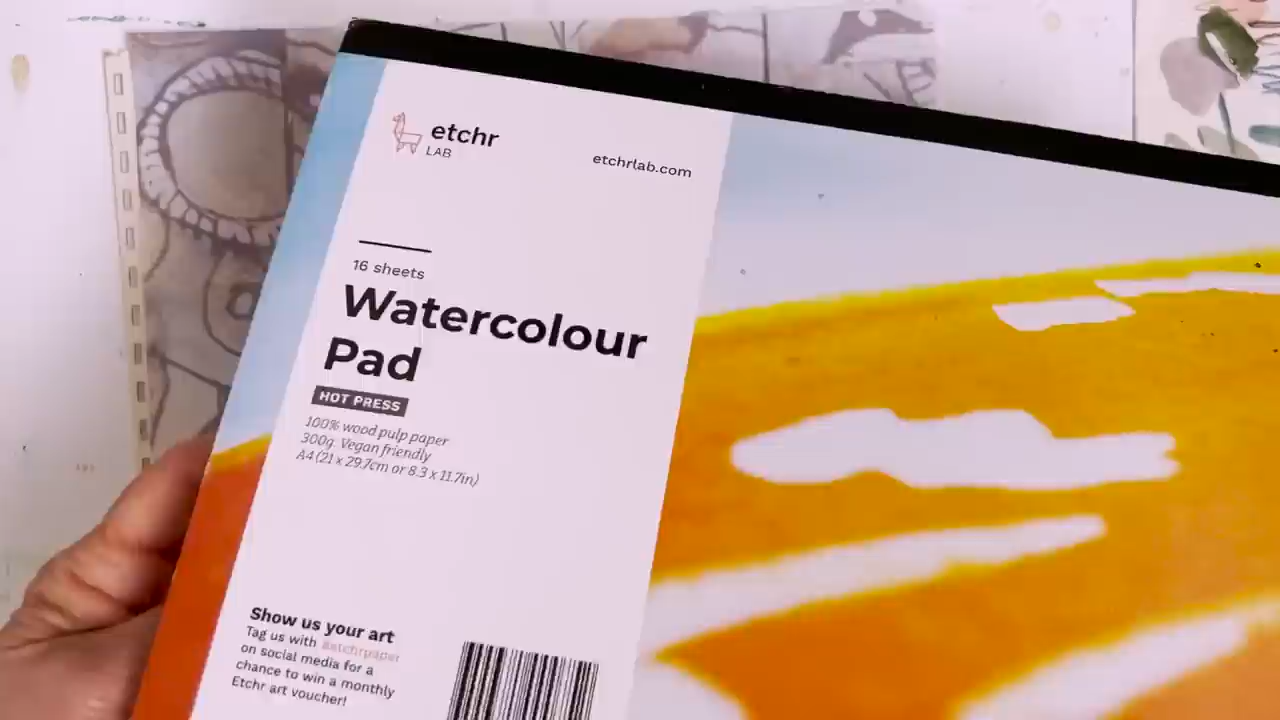 etchr
LAB
etchrlab.com
16 sheets
Watercolour
Pad
HOT PRESS
100% wood pulp paper
300g. Vegan friendly
A4 (21 x 29.7cm or 8.3 x 11.7in)
Show us your art
Tag us with #etchrpaper
on social media for a
chance to win a monthly
Etchr art voucher!